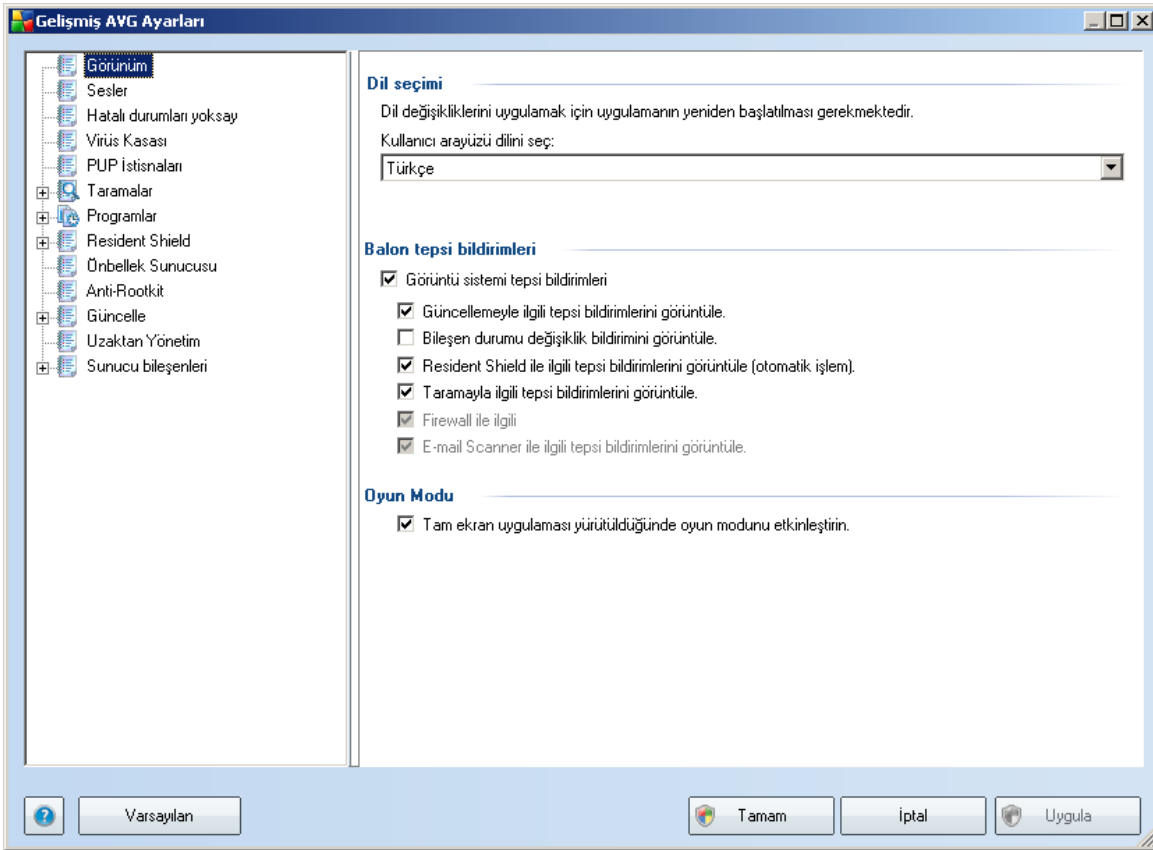 Gelişmiş AVG Ayarları
Görünüm
Sesler
Hatalı durumları yoksay
Virüs Kasası
PUP İstisnaları
Taramalar
Programlar
Resident Shield
Önbellek Sunucusu
Anti-Rootkit
Güncelle
Uzaktan Yönetim
Sunucu bileşenleri
Dil seçimi
Dil değişikliklerini uygulamak için uygulamanın yeniden başlatılması gerekmektedir.
Kullanıcı arayüzü dilini seç:
Türkçe
Balon tepsi bildirimleri
Görüntü sistemi tepsi bildirimleri
Güncellemeyle ilgili tepsi bildirimlerini görüntüle.
Bileşen durumu değişiklik bildirimini görüntüle.
Resident Shield ile ilgili tepsi bildirimlerini görüntüle (otomatik işlem).
Taramayla ilgili tepsi bildirimlerini görüntüle.
Firewall ile ilgili
E-mail Scanner ile ilgili tepsi bildirimlerini görüntüle.
Oyun Modu
Tam ekran uygulaması yürütüldüğünde oyun modunu etkinleştirin.
Varsayılan
Tamam
İptal
Uygula